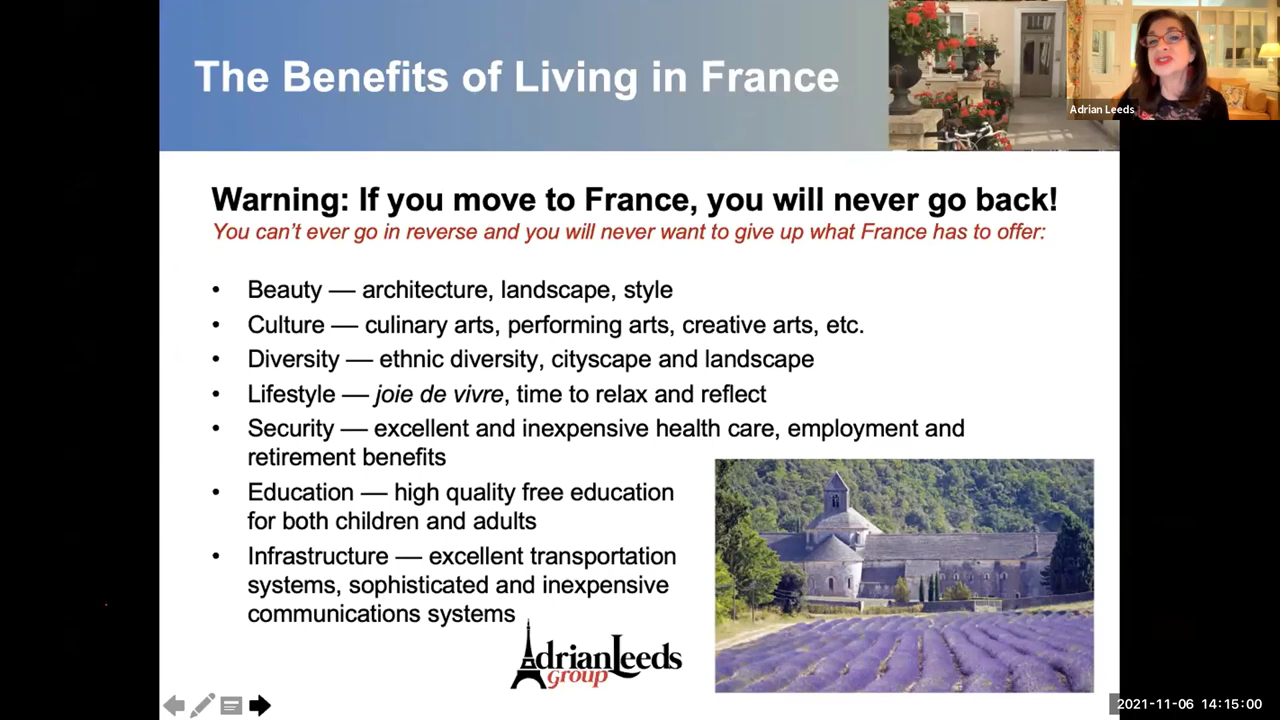 The Benefits of Living in France
Adrian Leeds
Warning: If you move to France, you will never go back!
You can't ever go in reverse and you will never want to give up what France has to offer:
• Beauty — architecture, landscape, style
• Culture — culinary arts, performing arts, creative arts, etc.
• Diversity — ethnic diversity, cityscape and landscape
• Lifestyle — joie de vivre, time to relax and reflect
• Security — excellent and inexpensive health care, employment and
retirement benefits
• Education — high quality free education
for both children and adults
• Infrastructure — excellent transportation
systems, sophisticated and inexpensive
communications systems
AdrianLeeds
group
2021-11-06 14:15:00